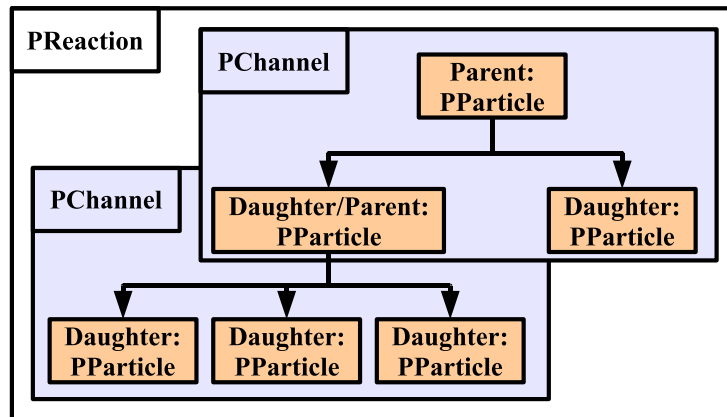 PReaction
PChannel
Parent:
PParticle
PChannel
Daughter/Parent:
PParticle
Daughter:
PParticle
Daughter:
PParticle
Daughter:
PParticle
Daughter:
PParticle